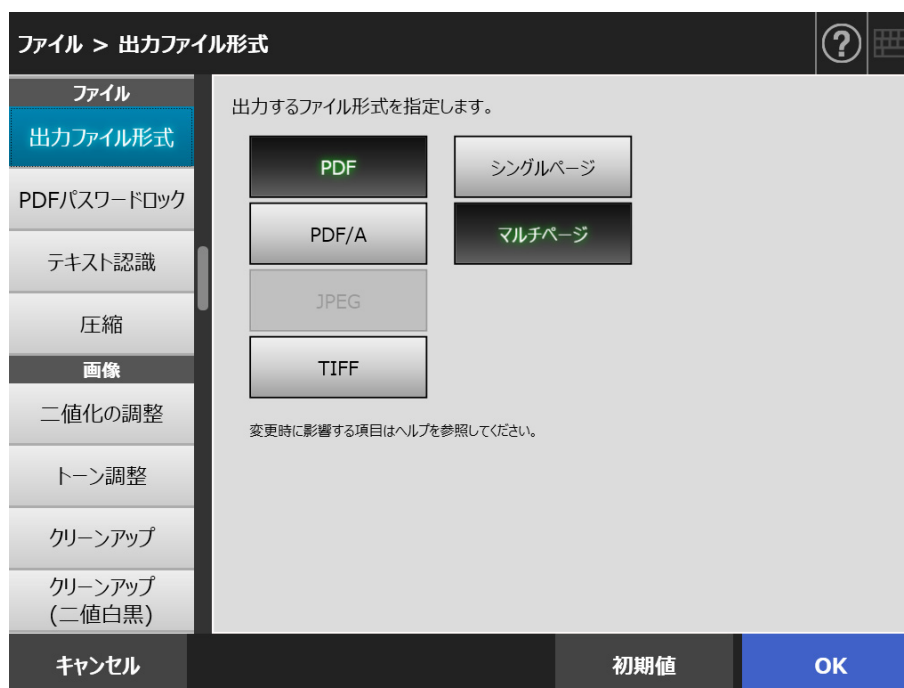 ファイル > 出力ファイル形式
?
ファイル
出力ファイル形式
PDFパスワードロック
テキスト認識
圧縮
画像
二値化の調整
トーン調整
クリーンアップ
クリーンアップ
(二値白黒)
出力するファイル形式を指定します。
PDF
シングルページ
PDF/A
マルチページ
JPEG
TIFF
変更時に影響する項目はヘルプを参照してください。
キャンセル
初期値
OK